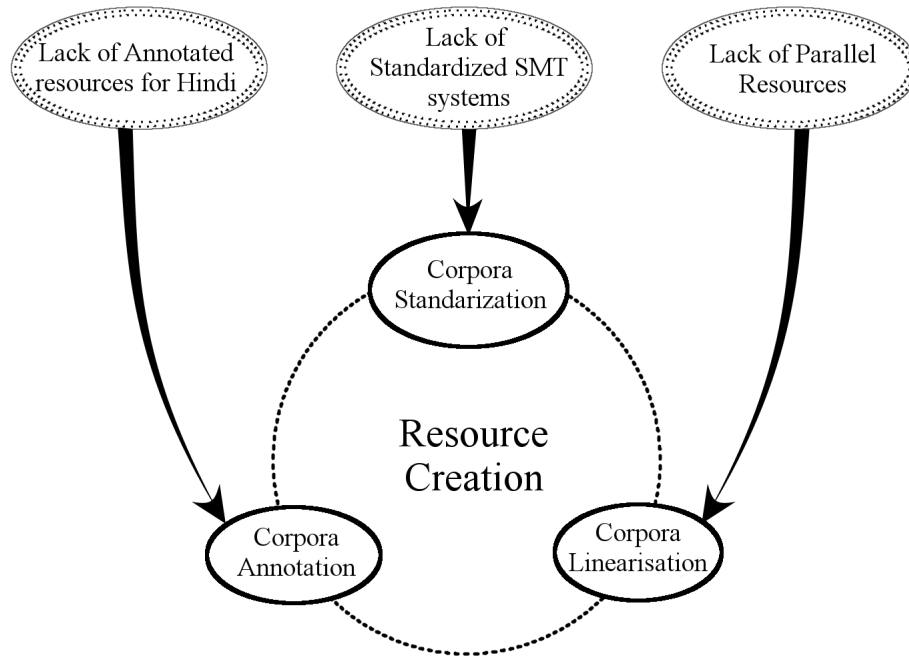 Lack of Annotated
resources for Hindi
Lack of
Standardized SMT
systems
Lack of Parallel
Resources
Corpora
Standarization
Resource
Creation
Corpora
Annotation
Corpora
Linearisation